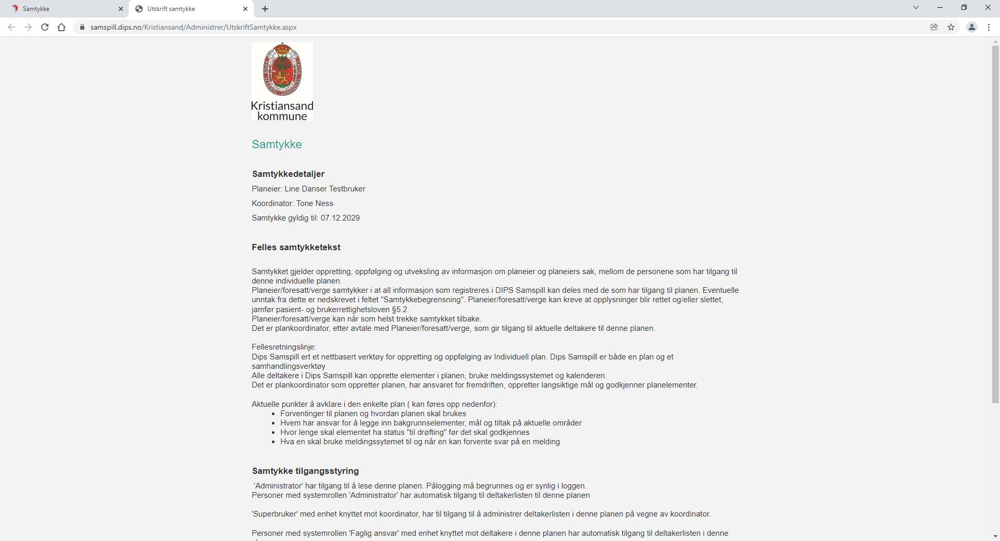 Samtykke
Utskrift samtykke
samspill.dips.no/Kristiansand/Administrer/UtskriftSamtykke.aspx
Kristiansand
kommune
Samtykke
Samtykkedetaljer
Planeier: Line Danser Testbruker
Koordinator: Tone Ness
Samtykke gyldig til: 07.12.2029
Felles samtykketekst
Samtykket gjelder oppretting, oppfølging og utveksling av informasjon om planeier og planeiers sak, mellom de personene som har tilgang til
denne individuelle planen.
Planeier/foresatt/verge samtykker i at all informasjon som registreres i DIPS Samspill kan deles med de som har tilgang til planen. Eventuelle
unntak fra dette er nedskrevet i feltet "Samtykkebegrensning". Planeier/foresatt/verge kan kreve at opplysninger blir rettet og/eller slettet,
jamfør pasient- og brukerrettighetsloven §5.2.
Planeier/foresatt/verge kan når som helst trekke samtykket tilbake.
Det er plankoordinator, etter avtale med Planeier/foresatt/verge, som gir tilgang til aktuelle deltakere til denne planen.
Fellesretningslinje:
Dips Samspill ert et nettbasert verktøy for oppretting og oppfølging av Individuell plan. Dips Samspill er både en plan og et
samhandlingsverktøy
Alle deltakere i Dips Samspill kan opprette elementer i planen, bruke meldingssystemet og kalenderen.
Det er plankoordinator som oppretter planen, har ansvaret for fremdriften, oppretter langsiktige mål og godkjenner planelementer.
Aktuelle punkter å avklare i den enkelte plan ( kan føres opp nedenfor):
• Forventinger til planen og hvordan planen skal brukes
• Hvem har ansvar for å legge inn bakgrunnselementer, mål og tiltak på aktuelle områder
• Hvor lenge skal elementet ha status "til drøfting" før det skal godkjennes
• Hva en skal bruke meldingssytemet til og når en kan forvente svar på en melding
Samtykke tilgangsstyring
'Administrator' har tilgang til å lese denne planen. Pålogging må begrunnes og er synlig i loggen.
Personer med systemrollen 'Administrator' har automatisk tilgang til deltakerlisten til denne planen
'Superbruker' med enhet knyttet mot koordinator, har til tilgang til å administrer deltakerlisten i denne planen på vegne av koordinator.
Personer med systemrollen 'Faglig ansvar' med enhet knyttet mot deltakere i denne planen har automatisk tilgang til deltakerlisten i denne